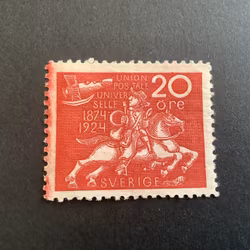 UNION
POSTALE
UNIVER
SELLE
1874
1924
20
ÖRE
SVERIGE